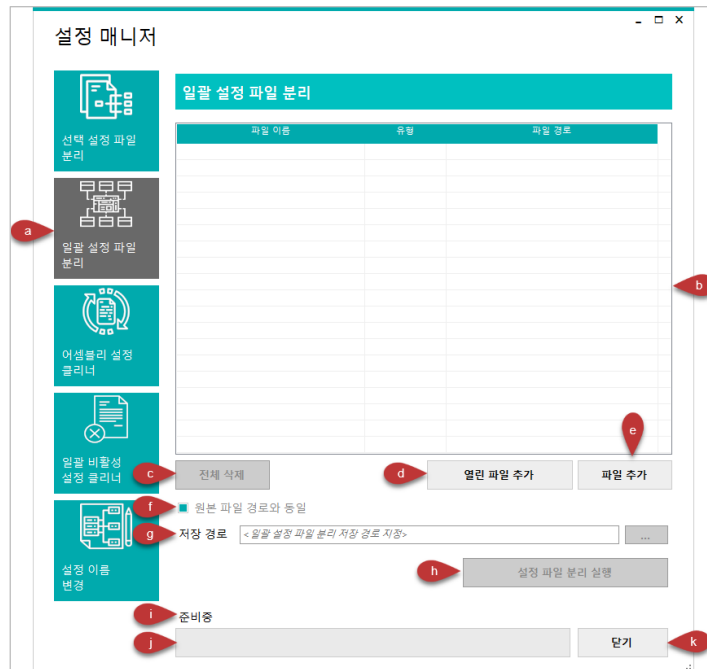 설정 매니저
선택 설정 파일
분리
일괄 설정 파일
분리
어셈블리 설정
클리너
일괄 비활성
설정 클리너
설정 이름
변경
일괄 설정 파일 분리
파일 이름 유형 파일 경로
a
b
e
c 전체 삭제 d 열린 파일 추가 파일 추가
f 원본 파일 경로와 동일
g 저장 경로 <일괄 설정 파일 분리 저장 경로 지정> ...
h 설정 파일 분리 실행
i 준비중
j 닫기 k